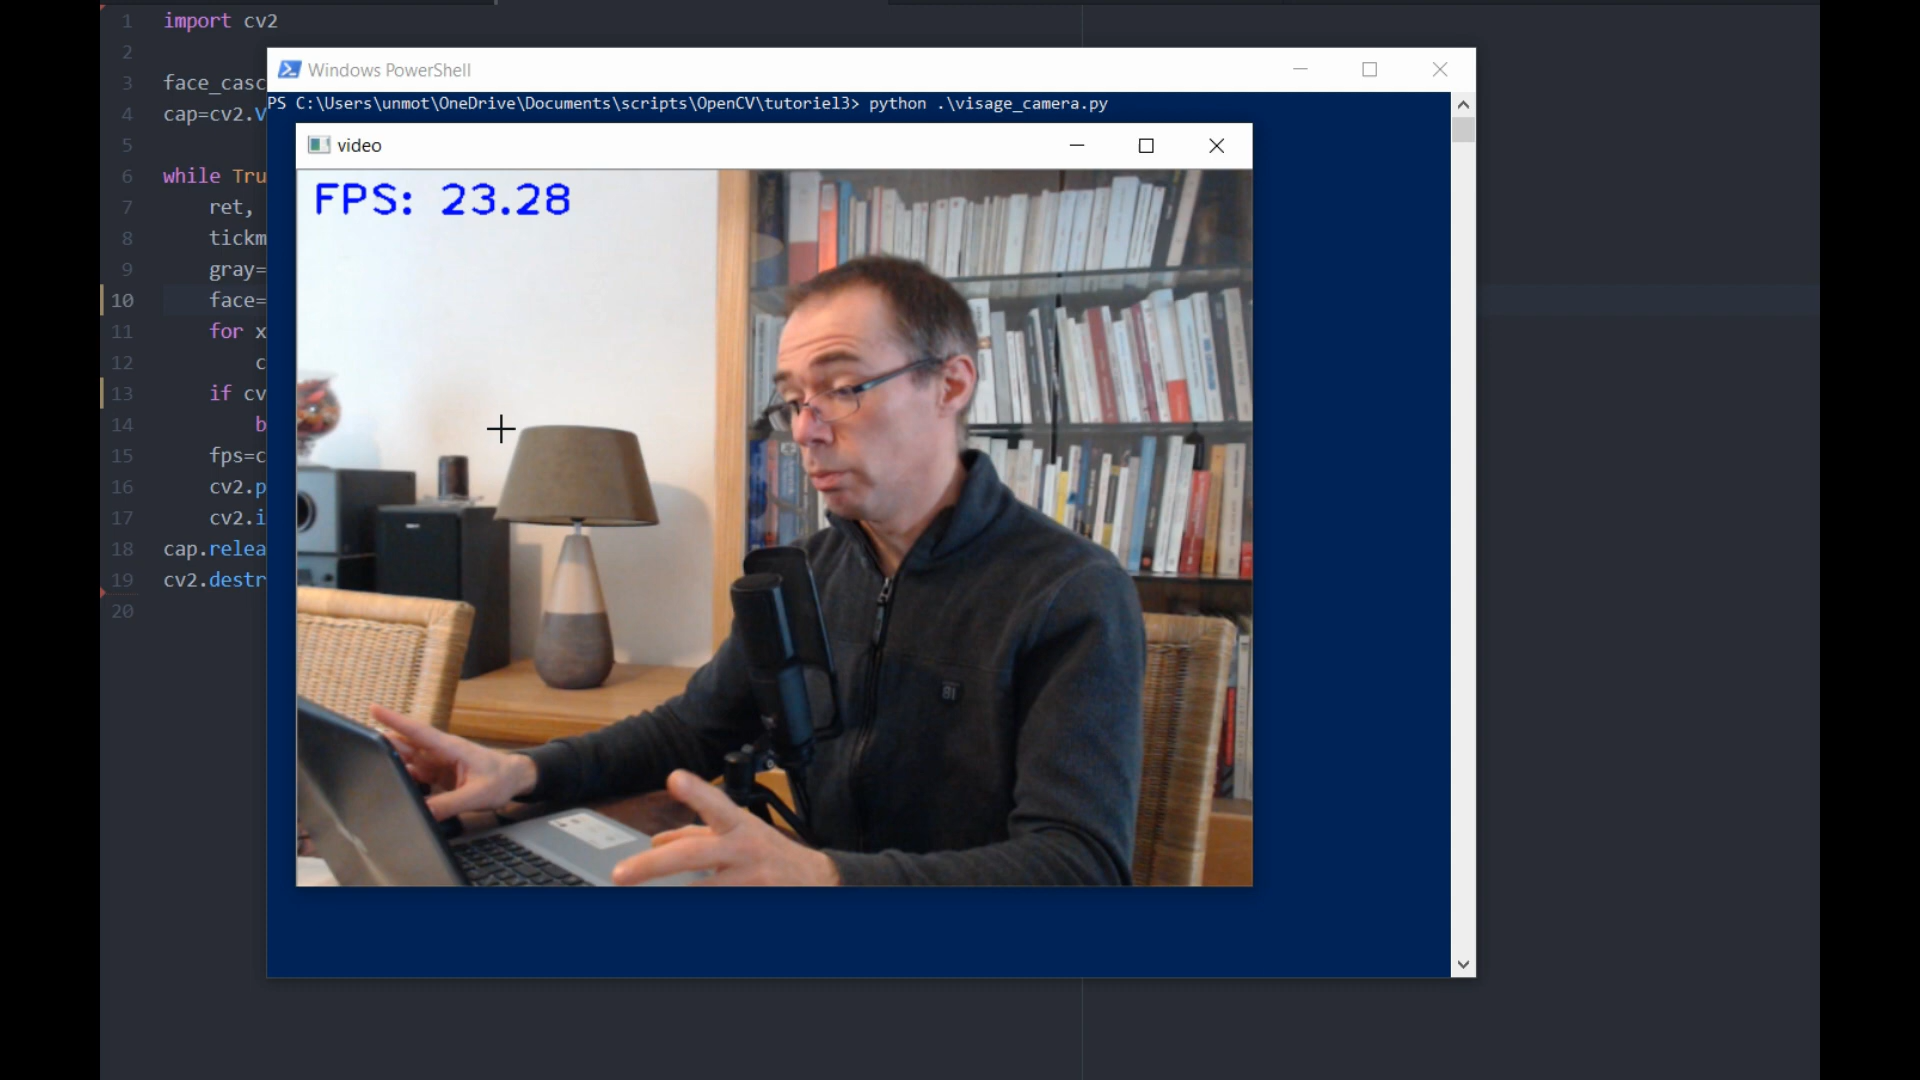 1 import cv2
2
3 face_casc
4 cap=cv2.V
5
6 while Tru
7 ret,
8 tickm
9 gray=
10 face=
11 for x
12 c
13 if cv
14 b
15 fps=c
16 cv2.p
17 cv2.i
18 cap.relea
19 cv2.destr
20
Windows PowerShell
PS C:\Users\unmot\OneDrive\Documents\scripts\OpenCV\tutoriel3> python .\visage_camera.py
video
FPS: 23.28
81